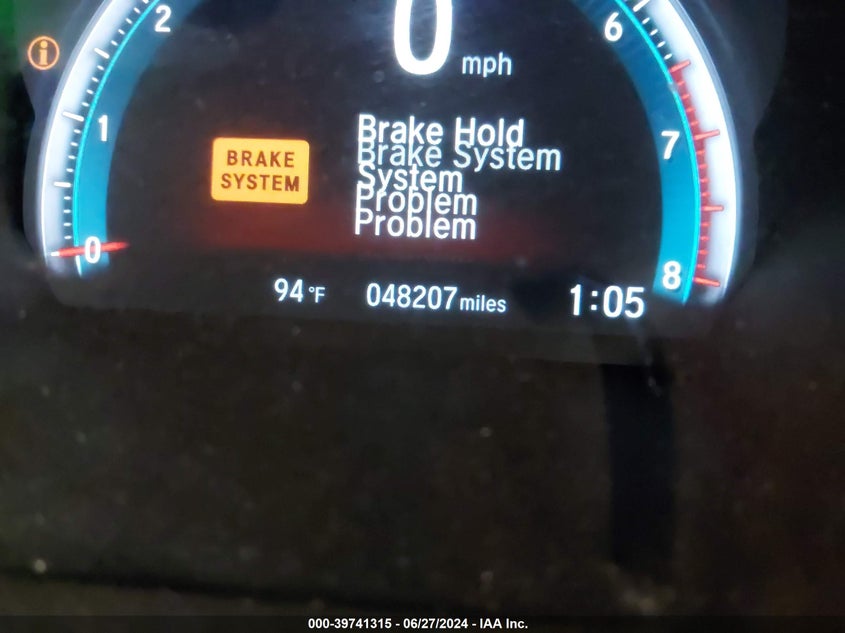 2
0
6
mph
1
7
BRAKE
SYSTEM
Brake Hold
Brake System
System
Problem
Problem
0
8
94 °F
048207 miles
1:05
000-39741315 - 06/27/2024 - IAA Inc.